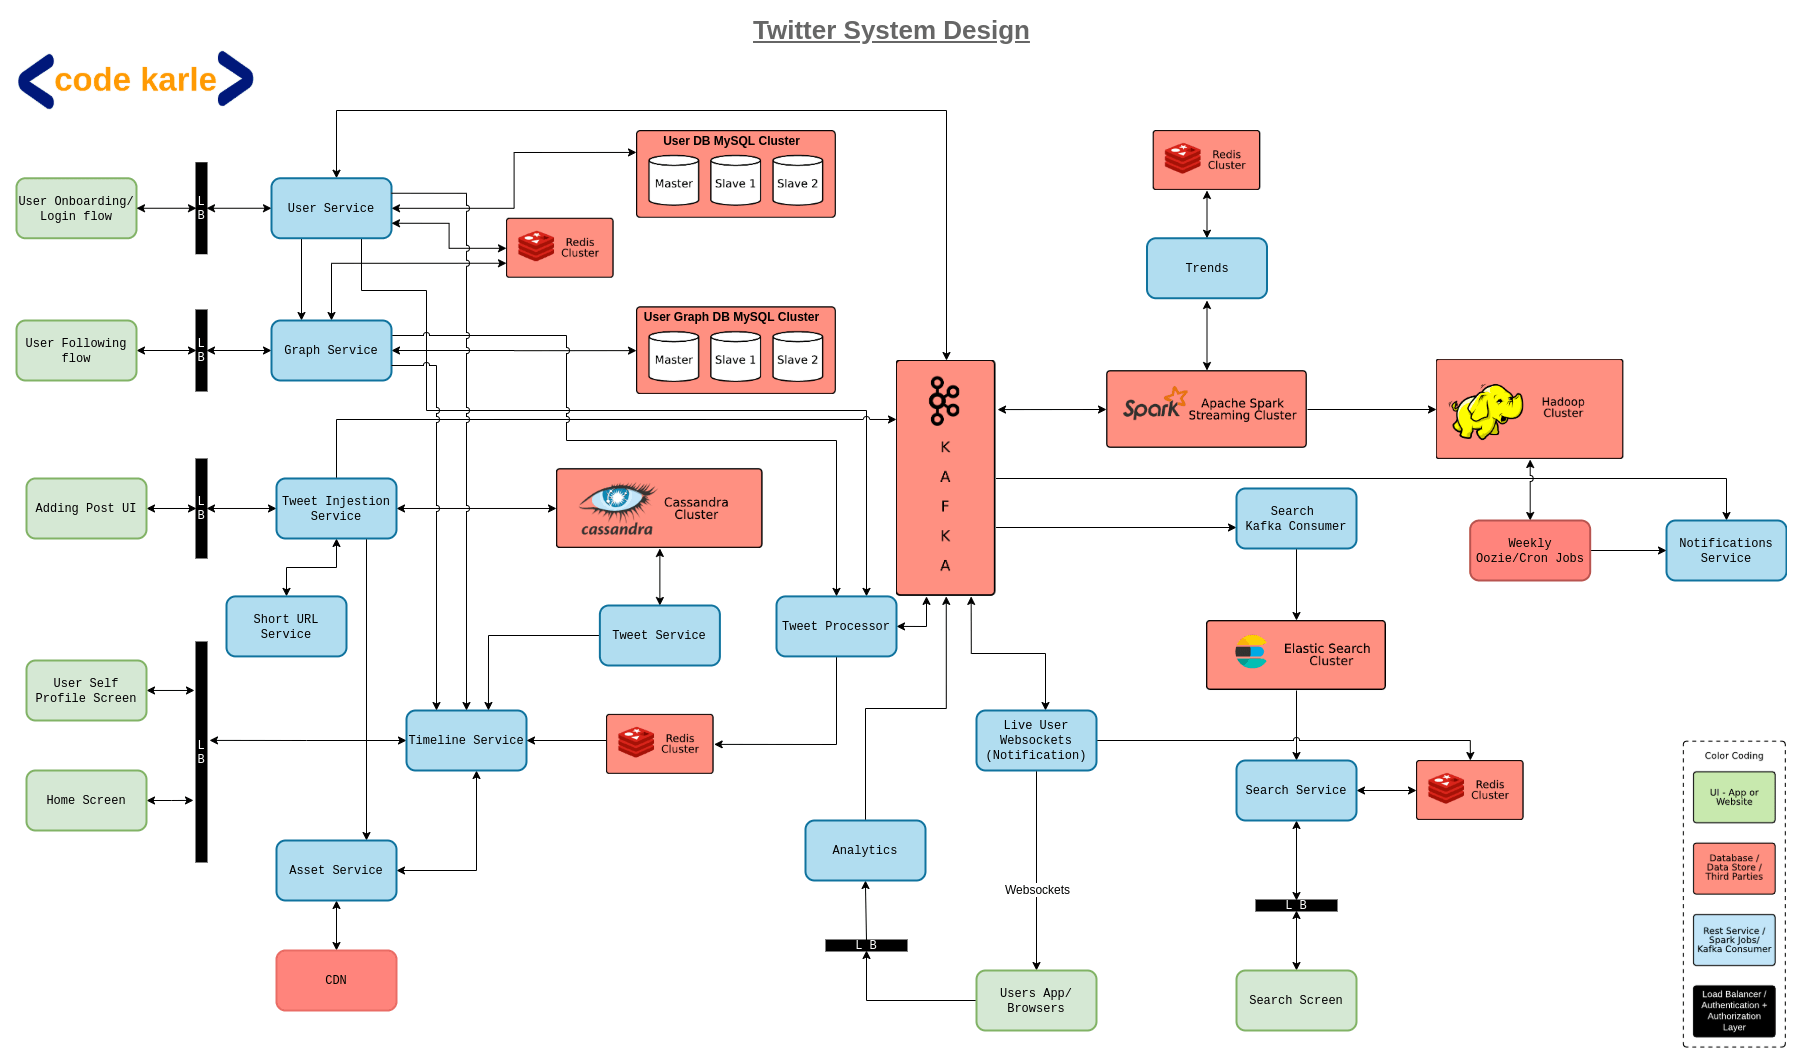 Twitter System Design
code karle
User DB MySQL Cluster
Master
Slave 1
Slave 2
Redis
Cluster
User Onboarding/
Login flow
L
B
User Service
Redis
Cluster
Trends
User Graph DB MySQL Cluster
Master
Slave 1
Slave 2
User Following
flow
L
B
Graph Service
K
A
F
K
A
Spark
Apache Spark
Streaming Cluster
Hadoop
Cluster
Adding Post UI
L
B
Tweet Injestion
Service
cassandra
Cassandra
Cluster
Search
Kafka Consumer
Weekly
Oozie/Cron Jobs
Notifications
Service
Short URL
Service
Tweet Service
Tweet Processor
Elastic Search
Cluster
User Self
Profile Screen
L
B
Timeline Service
Redis
Cluster
Live User
Websockets
(Notification)
Home Screen
Search Service
Redis
Cluster
Asset Service
Analytics
Websockets
L B
L B
CDN
Users App/
Browsers
Search Screen
Color Coding
UI - App or
Website
Database /
Data Store /
Third Parties
Rest Service /
Spark Jobs/
Kafka Consumer
Load Balancer /
Authentication +
Authorization
Layer